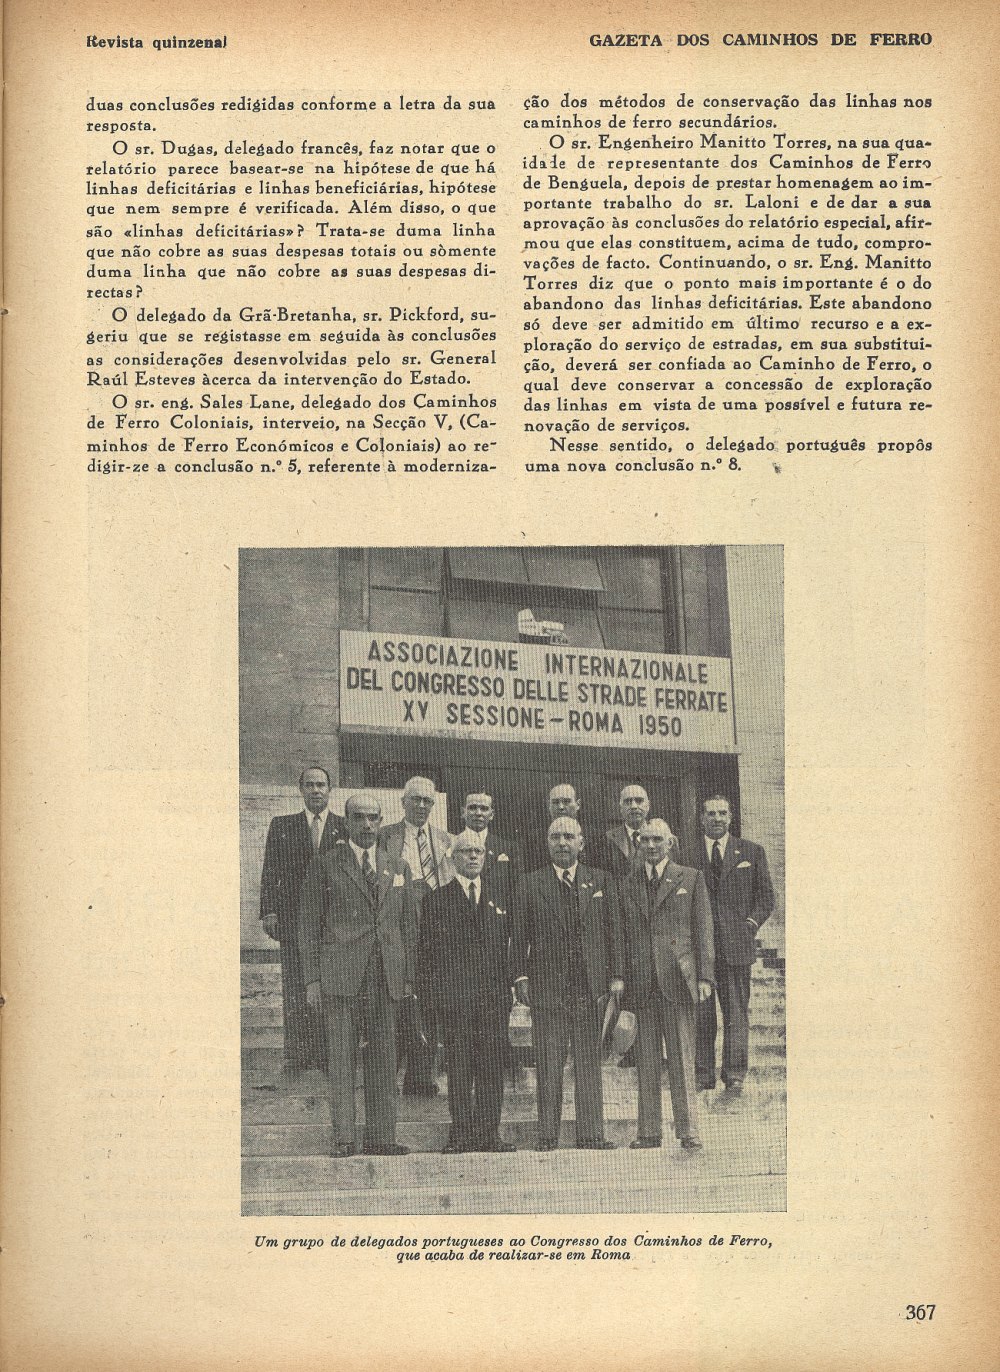 Revista quinzenal
GAZETA DOS CAMINHOS DE FERRO
duas conclusões redigidas conforme a letra da sua
resposta.
O sr. Dugas, delegado francês, faz notar que o
relatório parece basear-se na hipótese de que há
linhas deficitárias e linhas beneficiárias, hipótese
que nem sempre é verificada. Além disso, o que
são «linhas deficitárias»? Trata-se duma linha
que não cobre as suas despesas totais ou sòmente
duma linha que não cobre as suas despesas di-
rectas?
O delegado da Grã-Bretanha, sr. Pickford, su-
geriu que se registasse em seguida às conclusões
as considerações desenvolvidas pelo sr. General
Raúl Esteves àcerca da intervenção do Estado.
O sr. eng. Sales Lane, delegado dos Caminhos
de Ferro Coloniais, interveio, na Secção V, (Ca-
minhos de Ferro Económicos e Coloniais) ao re-
digir-ze a conclusão n.º 5, referente à moderniza-
ção dos métodos de conservação das linhas nos
caminhos de ferro secundários.
O sr. Engenheiro Manitto Torres, na sua qua-
idade de representante dos Caminhos de Ferro
de Benguela, depois de prestar homenagem ao im-
portante trabalho do sr. Laloni e de dar a sua
aprovação às conclusões do relatório especial, afir-
mou que elas constituem, acima de tudo, compro-
vações de facto. Continuando, o sr. Eng. Manitto
Torres diz que o ponto mais importante é o do
abandono das linhas deficitárias. Este abandono
só deve ser admitido em último recurso e a ex-
ploração do serviço de estradas, em sua substitui-
ção, deverá ser confiada ao Caminho de Ferro, o
qual deve conservar a concessão de exploração
das linhas em vista de uma possível e futura re-
novação de serviços.
Nesse sentido, o delegado português propôs
uma nova conclusão n.º 8.
ASSOCIAZIONE INTERNAZIONALE
DEL CONGRESSO DELLE STRADE FERRATE
XV SESSIONE - ROMA 1950
Um grupo de delegados portugueses ao Congresso dos Caminhos de Ferro,
que acaba de realizar-se em Roma
367